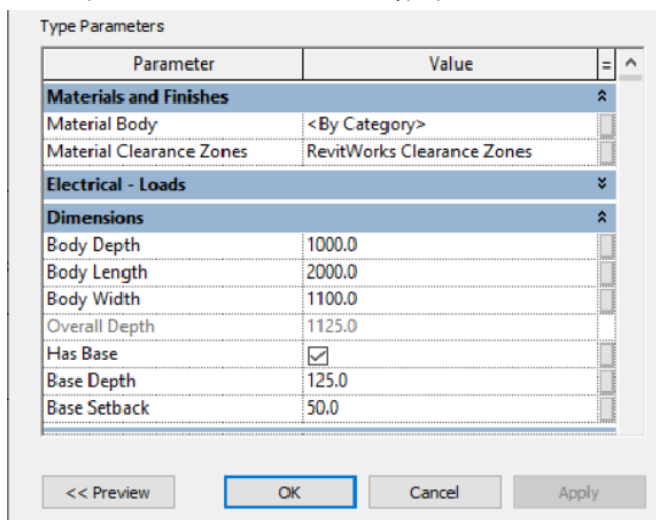 Type Parameters
Parameter Value =
Materials and Finishes
Material Body <By Category>
Material Clearance Zones RevitWorks Clearance Zones
Electrical - Loads
Dimensions
Body Depth 1000.0
Body Length 2000.0
Body Width 1100.0
Overall Depth 1125.0
Has Base
Base Depth 125.0
Base Setback 50.0
<< Preview OK Cancel Apply